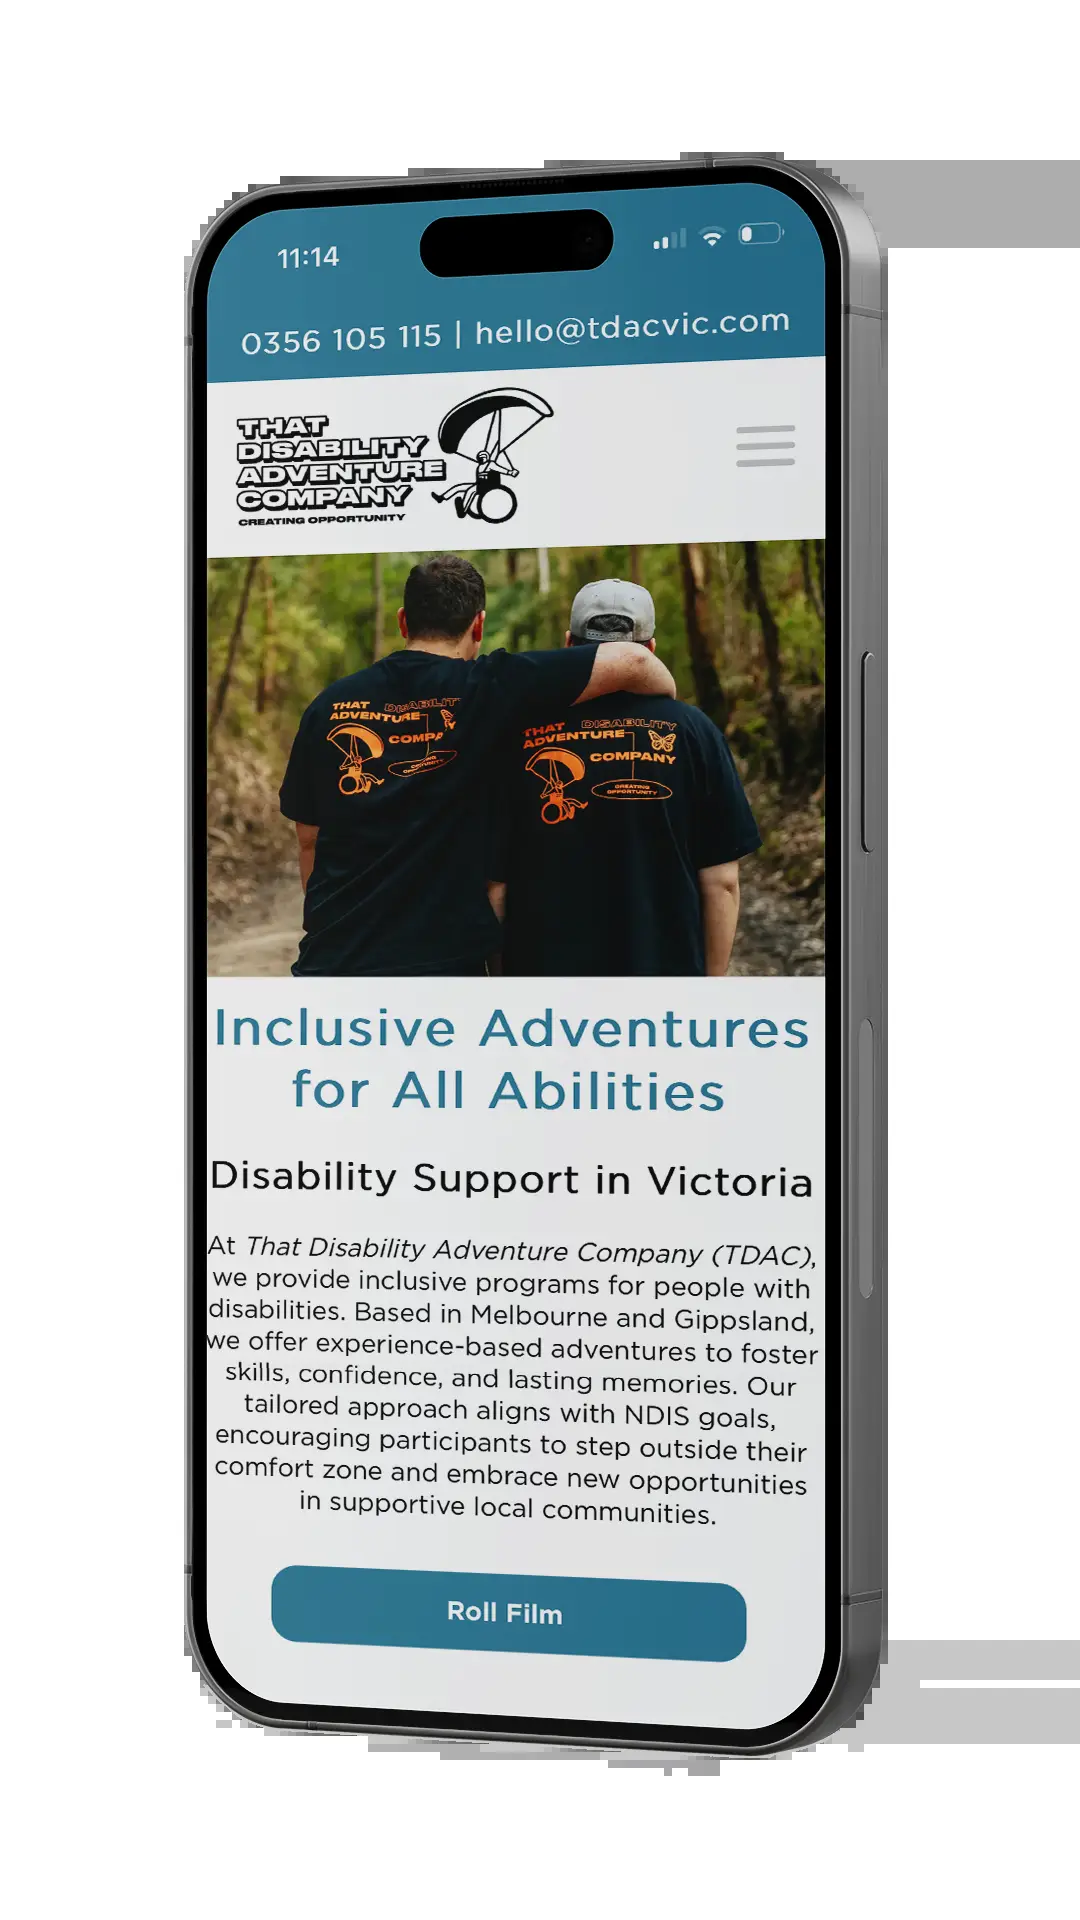 11:14
0356 105 115 | hello@tdacvic.com
THAT
DISABILITY
ADVENTURE
COMPANY
CREATING OPPORTUNITY
THAT DISABILIT
ADVENTURE
COMPA Y
CREATING
OPPORTUNITY
THAT DISABILITY
ADVENTURE
COMPANY
CREATING
OPPORTUNITY
Inclusive Adventures
for All Abilities
Disability Support in Victoria
At That Disability Adventure Company (TDAC),
we provide inclusive programs for people with
disabilities. Based in Melbourne and Gippsland,
we offer experience-based adventures to foster
skills, confidence, and lasting memories. Our
tailored approach aligns with NDIS goals,
encouraging participants to step outside their
comfort zone and embrace new opportunities
in supportive local communities.
Roll Film